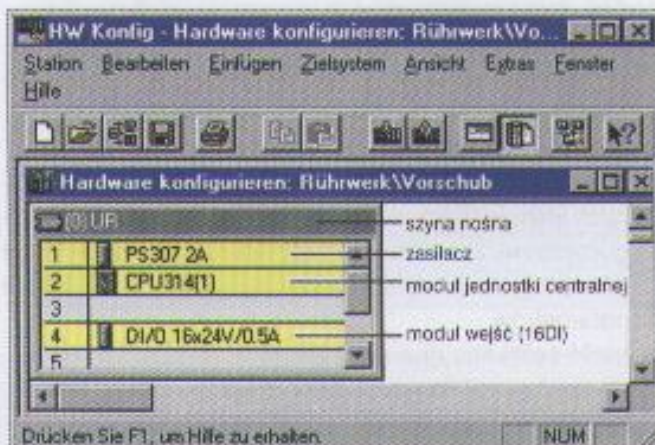 HW Konfig - Hardware konfigurieren: Rührwerk\Vo...
Station Bearbeiten Einfügen Zielsystem Ansicht Extras Fenster
Hilfe
Hardware konfigurieren: Rührwerk\Vorschub
(0) UR
szyna nośna
1 PS307 2A
zasilacz
2 CPU314(1)
moduł jednostki centralnej
3
4 DI/O 16x24V/0.5A
moduł wejść (16DI)
5
Drücken Sie F1, um Hilfe zu erhalten.
NUM